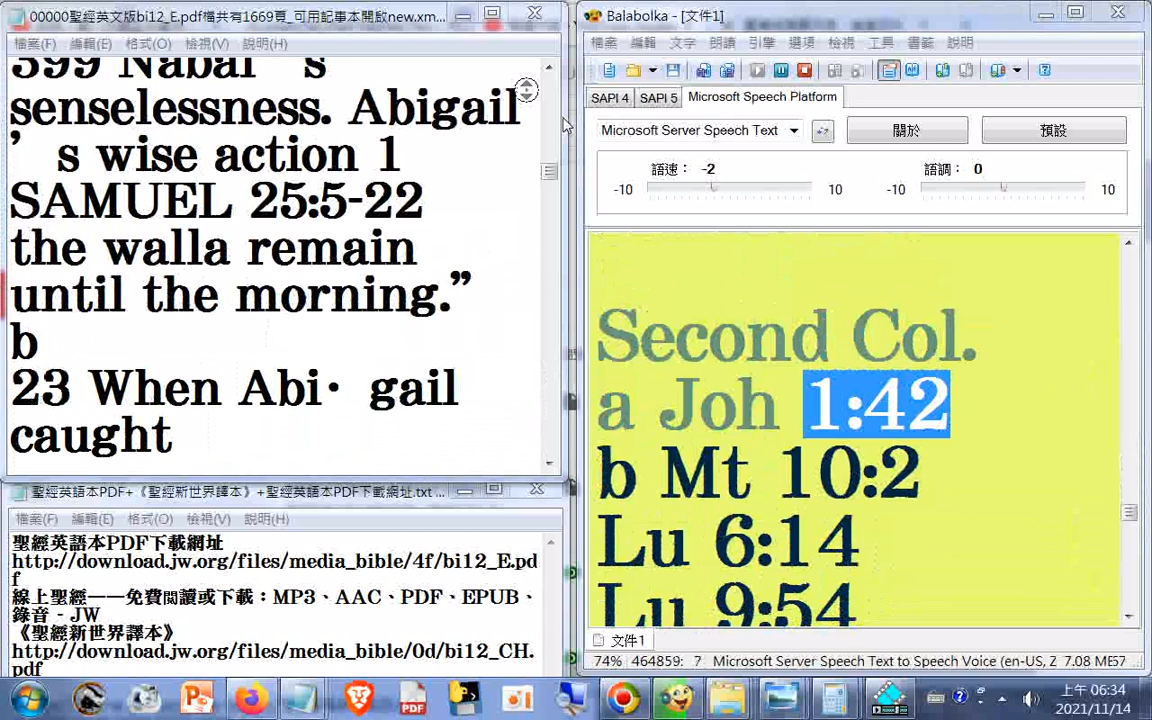 00000聖經英文版bi12_E.pdf檔共有1669頁_可用記事本開啟new.xm...
檔案(F) 編輯(E) 格式(O) 檢視(V) 說明(H)
399 Nabal’s
senselessness. Abigail
’s wise action 1
SAMUEL 25:5-22
the walla remain
until the morning.”
b
23 When Abi· gail
caught
聖經英語本PDF+《聖經新世界譯本》+聖經英語本PDF下載網址.txt ...
檔案(F) 編輯(E) 格式(O) 檢視(V) 說明(H)
聖經英語本PDF下載網址
http://download.jw.org/files/media_bible/4f/bi12_E.pd
f
線上聖經——免費閱讀或下載：MP3、AAC、PDF、EPUB、
錄音 - JW
《聖經新世界譯本》
http://download.jw.org/files/media_bible/0d/bi12_CH.
pdf
Balabolka - [文件1]
檔案 編輯 文字 朗讀 引擎 選項 檢視 工具 書籤 說明
SAPI 4 SAPI 5 Microsoft Speech Platform
Microsoft Server Speech Text 關於 預設
語速： -2 語調： 0
-10 10 -10 10
Second Col.
a Joh 1:42
b Mt 10:2
Lu 6:14
Lu 9:54
文件1
74% 464859: 7 Microsoft Server Speech Text to Speech Voice (en-US, Z 7.08 ME57
PDF
上午 06:34
2021/11/14